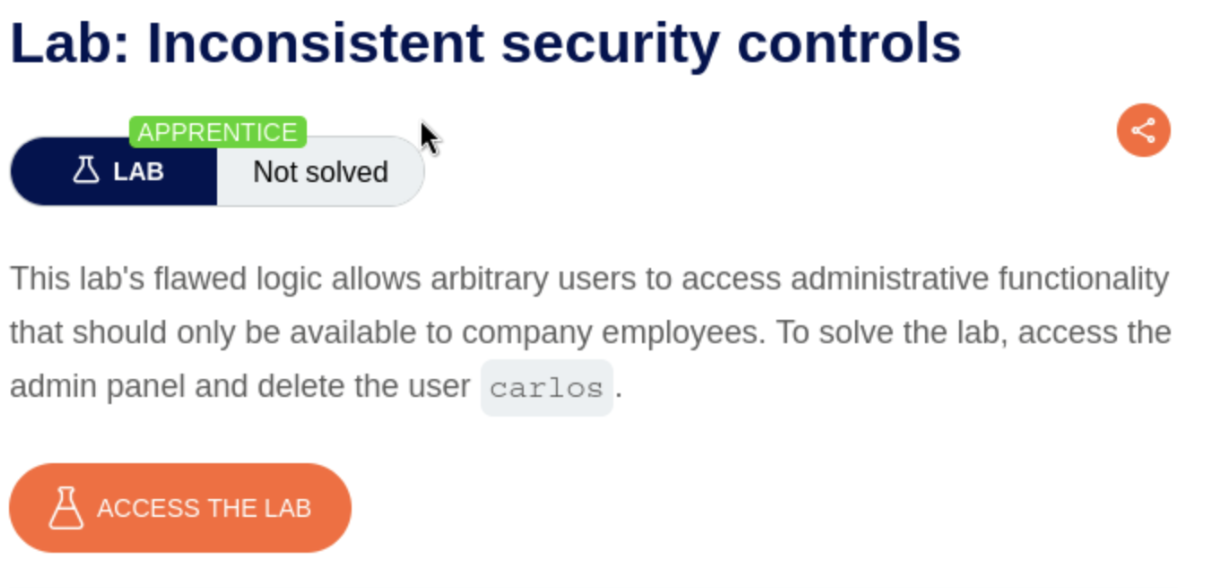 Lab: Inconsistent security controls
APPRENTICE
LAB
Not solved
This lab's flawed logic allows arbitrary users to access administrative functionality
that should only be available to company employees. To solve the lab, access the
admin panel and delete the user carlos.
ACCESS THE LAB